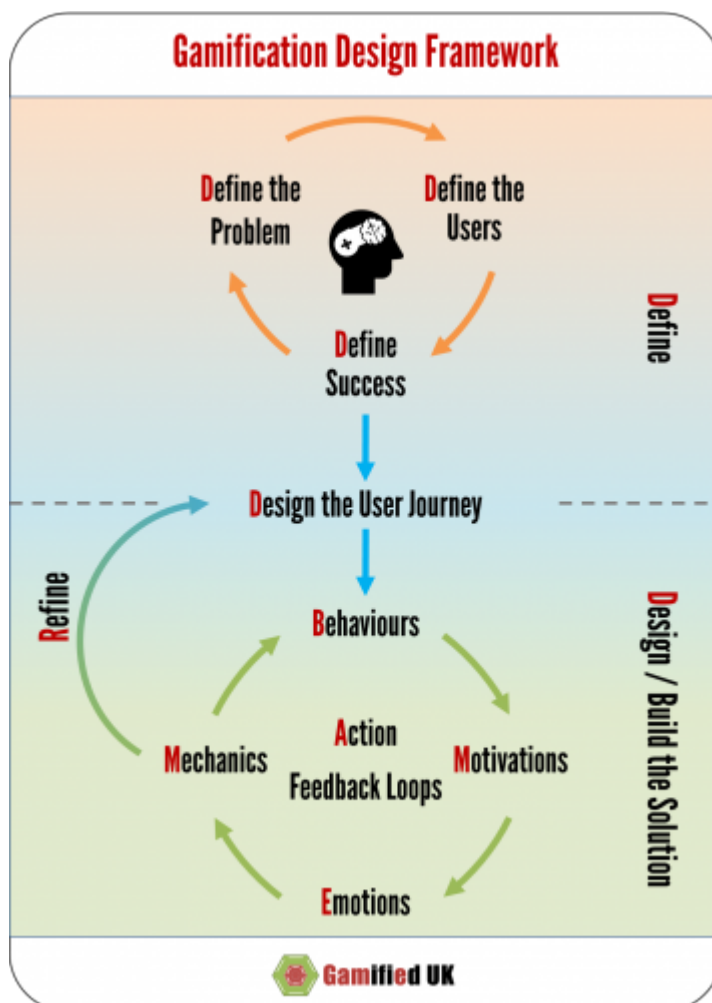 Gamification Design Framework
Define the
Problem
Define the
Users
Define
Success
Define
Design the User Journey
Refine
Behaviours
Action
Feedback Loops
Mechanics
Motivations
Emotions
Design / Build the Solution
Gamified UK